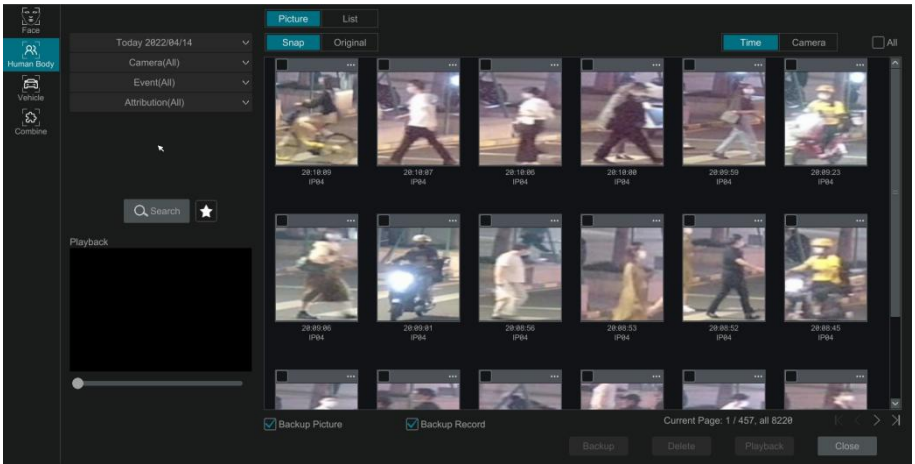 Face
Human Body
Vehicle
Combine
Today 2022/04/14
Camera(All)
Event(All)
Attribution(All)
Search
Playback
Picture List
Snap Original
Time Camera All
20:10:09 20:10:07 20:10:06 20:10:00 20:09:59 20:09:23
IP04 IP04 IP04 IP04 IP04 IP04
20:09:06 20:09:01 20:08:56 20:08:53 20:08:52 20:08:45
IP04 IP04 IP04 IP04 IP04 IP04
Backup Picture Backup Record
Current Page: 1 / 457, all 8220
Backup Delete Playback Close